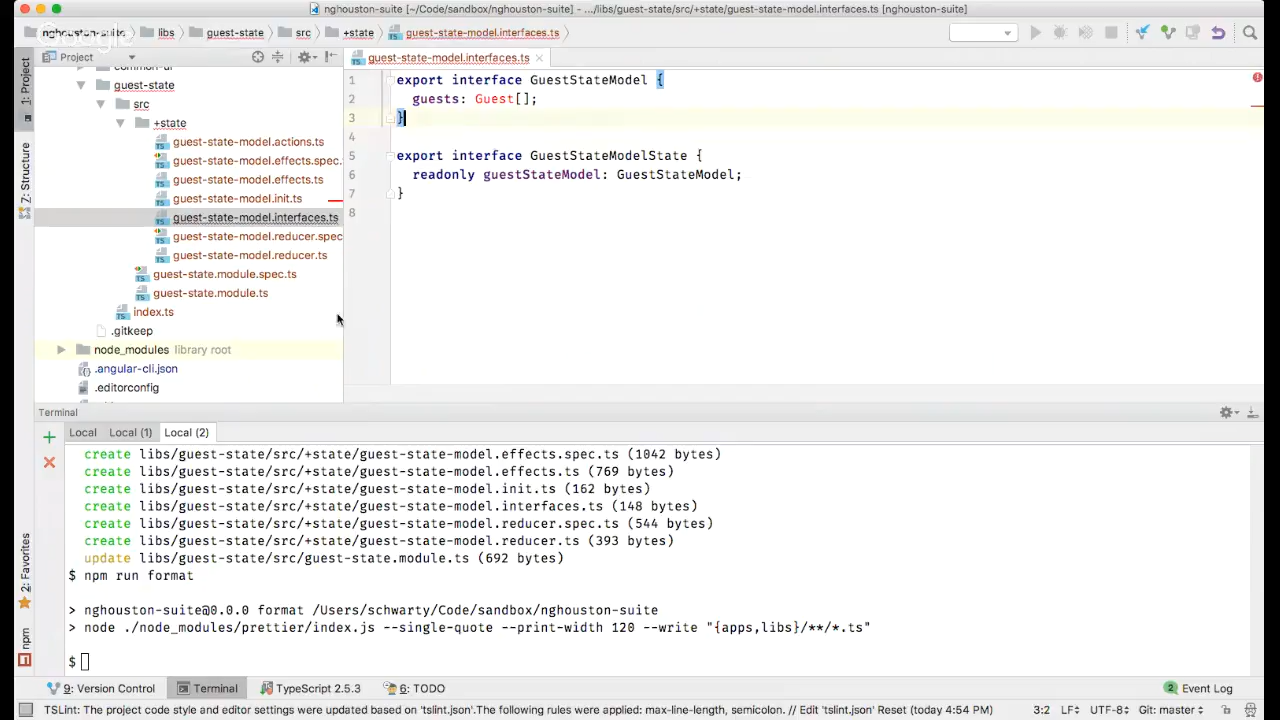 nghouston-suite [~/Code/sandbox/nghouston-suite] - .../libs/guest-state/src/+state/guest-state-model.interfaces.ts [nghouston-suite]
nghouston-suite libs guest-state src +state guest-state-model.interfaces.ts
Google
Project
guest-state-model.interfaces.ts
1: Project
Z: Structure
2: Favorites
npm
guest-state
src
+state
guest-state-model.actions.ts
guest-state-model.effects.spec.
guest-state-model.effects.ts
guest-state-model.init.ts
guest-state-model.interfaces.ts
guest-state-model.reducer.spec
guest-state-model.reducer.ts
guest-state.module.spec.ts
guest-state.module.ts
index.ts
.gitkeep
node_modules library root
.angular-cli.json
.editorconfig
1 export interface GuestStateModel {
2 guests: Guest[];
3 }
4
5 export interface GuestStateModelState {
6 readonly guestStateModel: GuestStateModel;
7 }
8
Terminal
Local Local (1) Local (2)
create libs/guest-state/src/+state/guest-state-model.effects.spec.ts (1042 bytes)
create libs/guest-state/src/+state/guest-state-model.effects.ts (769 bytes)
create libs/guest-state/src/+state/guest-state-model.init.ts (162 bytes)
create libs/guest-state/src/+state/guest-state-model.interfaces.ts (148 bytes)
create libs/guest-state/src/+state/guest-state-model.reducer.spec.ts (544 bytes)
create libs/guest-state/src/+state/guest-state-model.reducer.ts (393 bytes)
update libs/guest-state/src/guest-state.module.ts (692 bytes)
$ npm run format
> nghouston-suite@0.0.0 format /Users/schwarty/Code/sandbox/nghouston-suite
> node ./node_modules/prettier/index.js --single-quote --print-width 120 --write "{apps,libs}/**/*.ts"
$
9: Version Control Terminal TypeScript 2.5.3 6: TODO 2 Event Log
TSLint: The project code style and editor settings were updated based on 'tslint.json'.The following rules were applied: max-line-length, semicolon. // Edit 'tslint.json' Reset (today 4:54 PM) 3:2 LF÷ UTF-8÷ Git: master÷